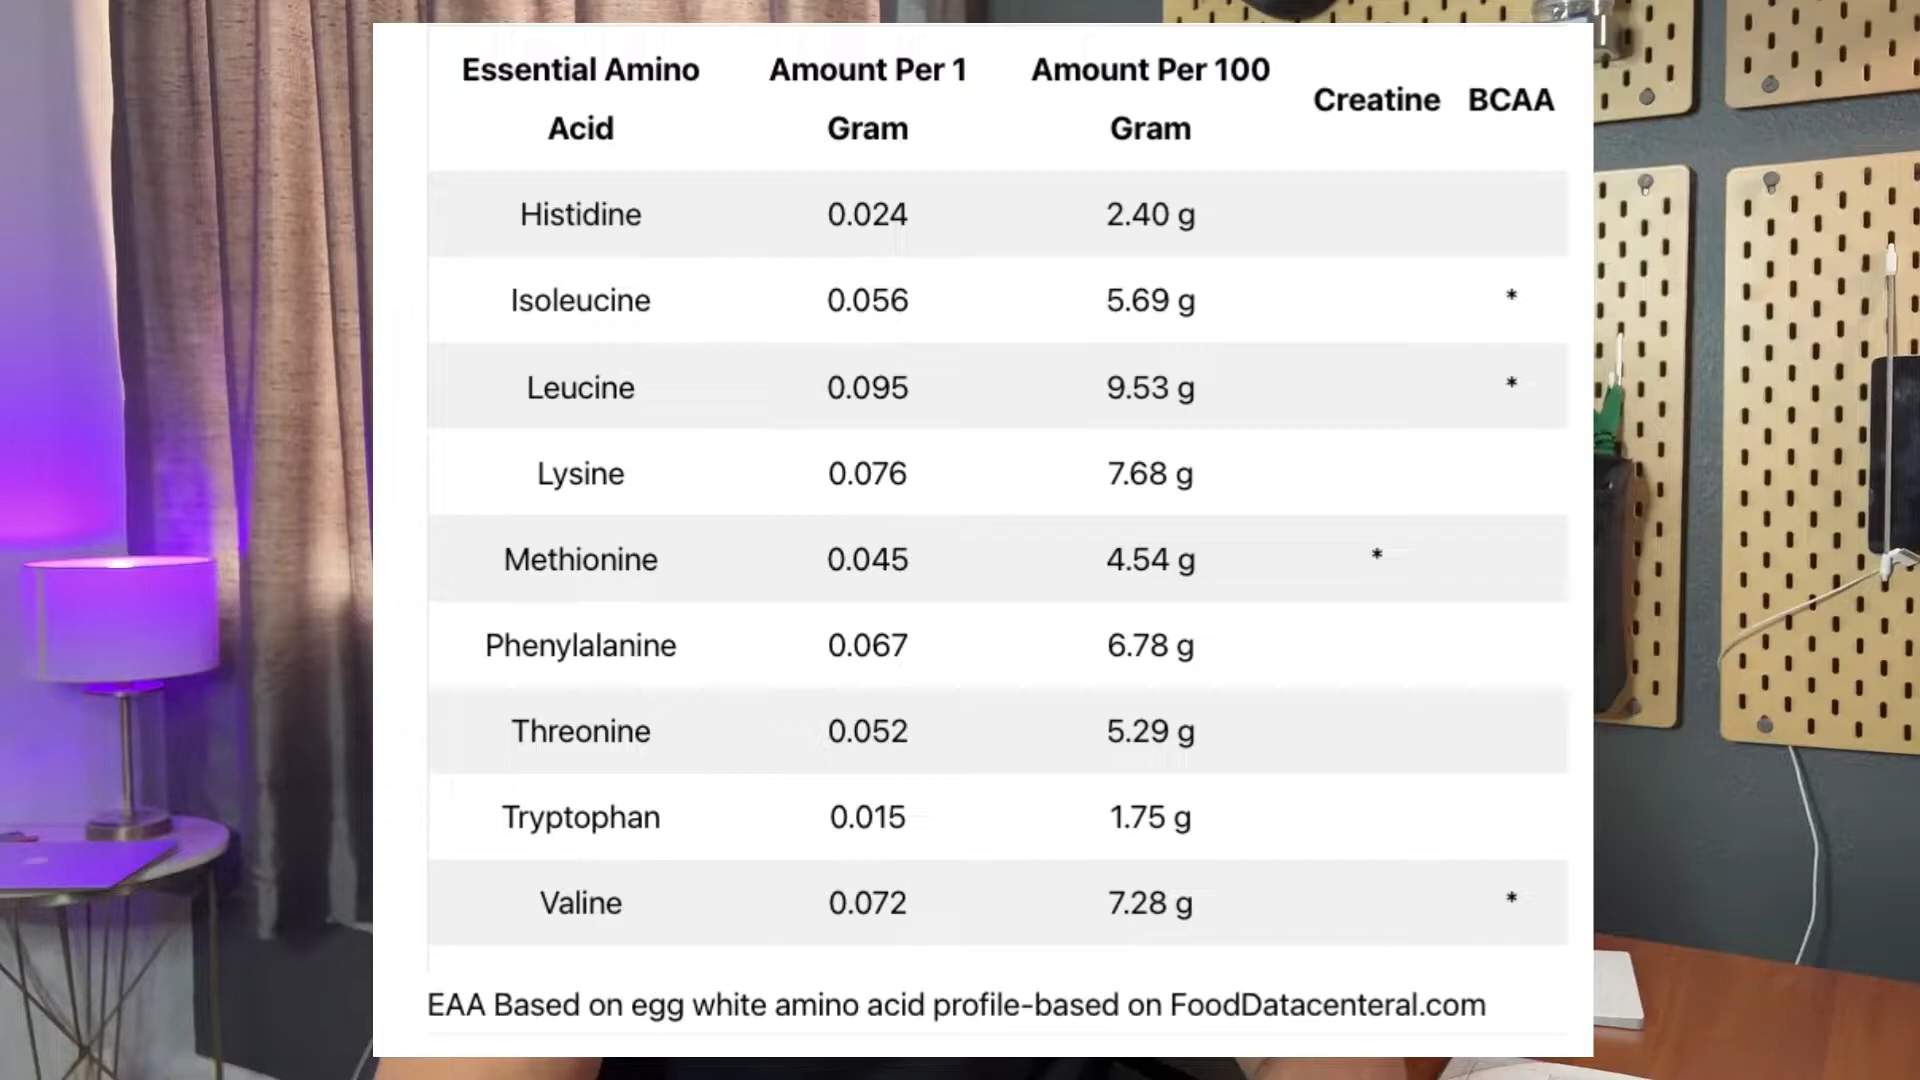 Essential Amino Acid Amount Per 1 Gram Amount Per 100 Gram Creatine BCAA
Histidine 0.024 2.40 g
Isoleucine 0.056 5.69 g *
Leucine 0.095 9.53 g *
Lysine 0.076 7.68 g
Methionine 0.045 4.54 g *
Phenylalanine 0.067 6.78 g
Threonine 0.052 5.29 g
Tryptophan 0.015 1.75 g
Valine 0.072 7.28 g *
EAA Based on egg white amino acid profile-based on FoodDatacenteral.com